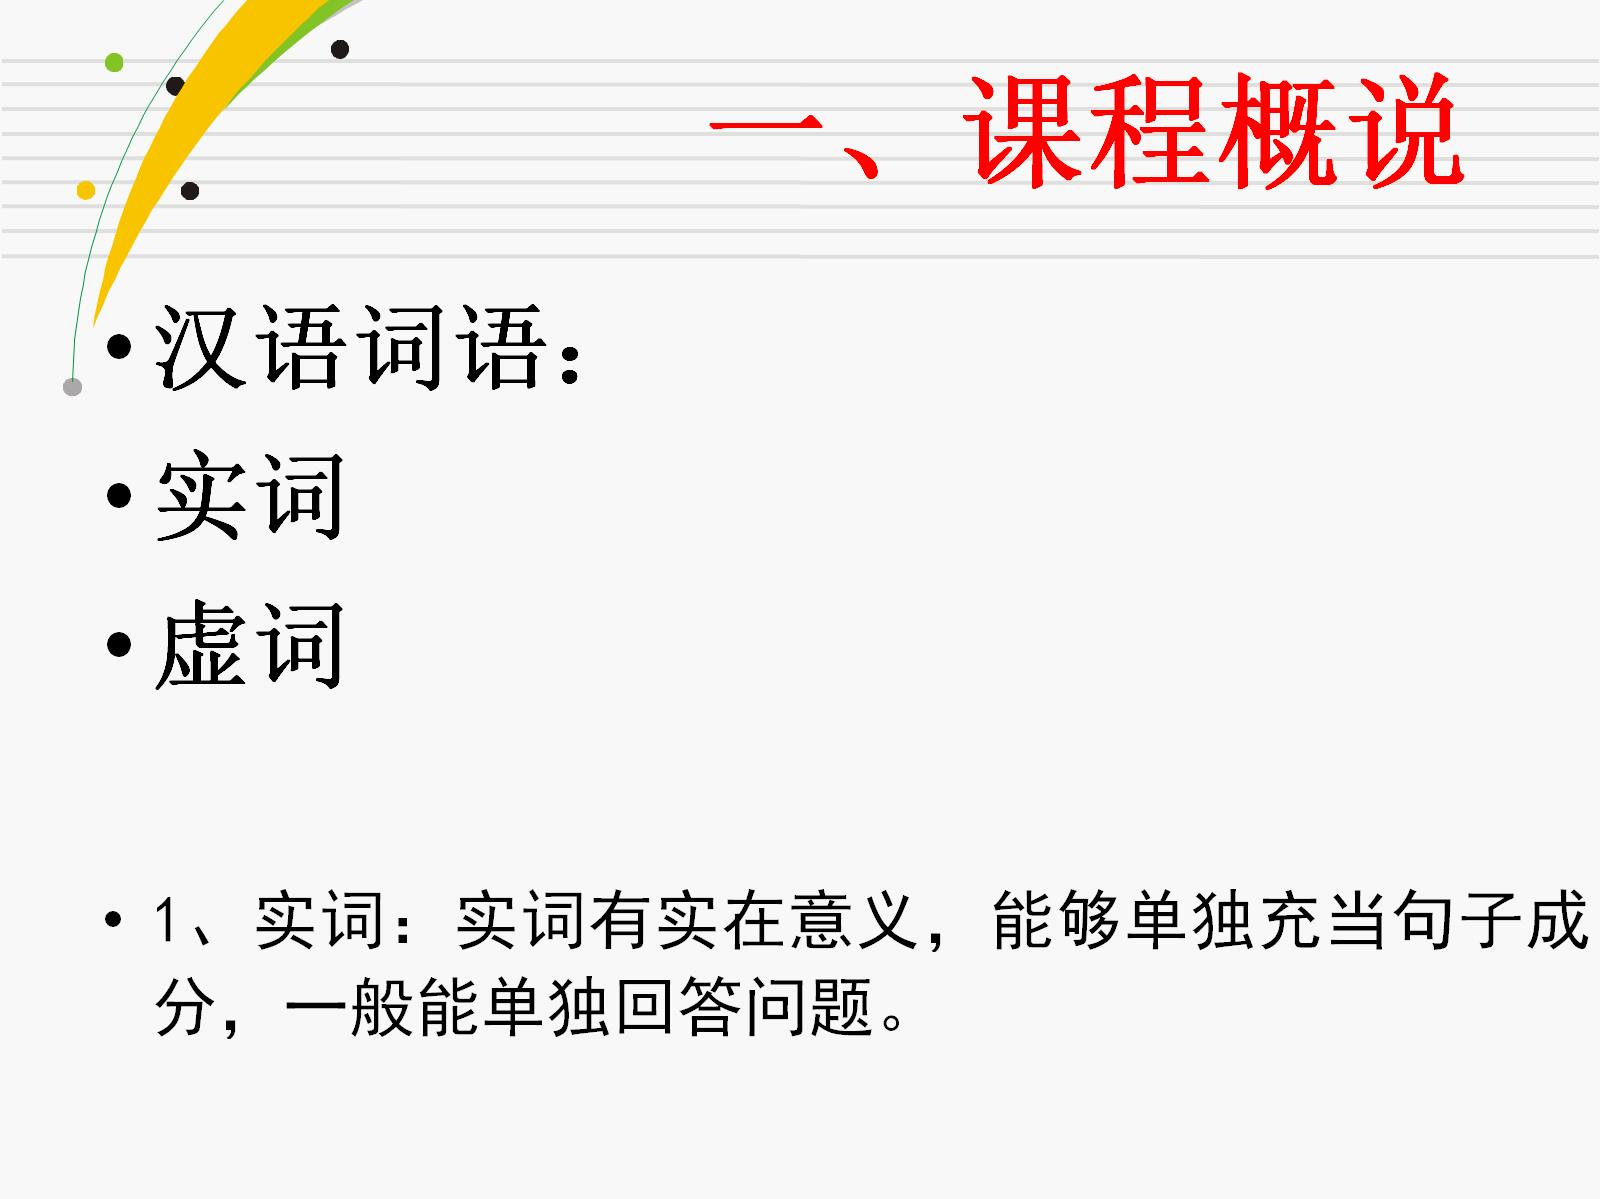 一、课程概说
•汉语词语：
•实词
•虚词
•1、实词：实词有实在意义，能够单独充当句子成
分，一般能单独回答问题。